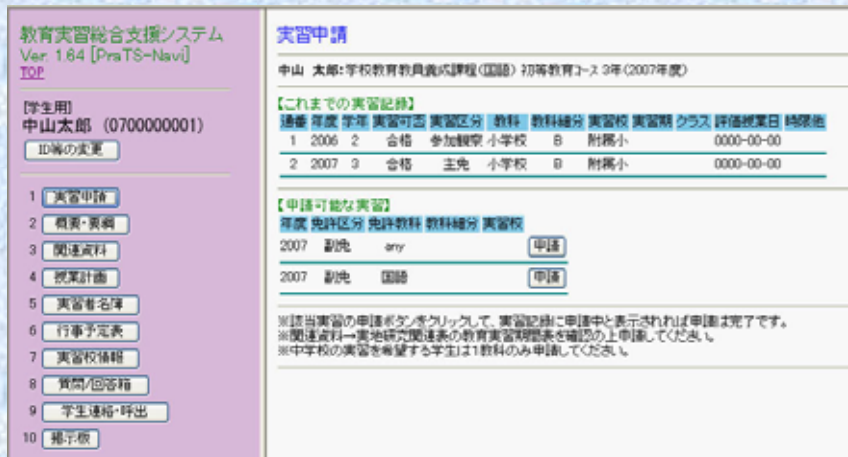 教育実習総合支援システム
Ver. 1.64 [PraTS-Navi]
TOP
[学生用]
中山太郎 (0700000001)
ID等の変更
1 実習申請
2 概要・要綱
3 関連資料
4 授業計画
5 実習者名簿
6 行事予定表
7 実習校情報
8 質問/回答箱
9 学生連絡・呼出
10 掲示板
実習申請
中山 太郎:学校教育教員養成課程(国語) 初等教育コース 3年(2007年度)
【これまでの実習記録】
通番 年度 学年 実習可否 実習区分 教科 教科細分 実習校 実習期 クラス 評価授業日 時限他
1 2006 2 合格 参加観察 小学校 B 附属小 0000-00-00
2 2007 3 合格 主免 小学校 B 附属小 0000-00-00
【申請可能な実習】
年度 免許区分 免許教科 教科細分 実習校
2007 副免 any 申請
2007 副免 国語 申請
※該当実習の申請ボタンをクリックして、実習記録に申請中と表示されれば申請は完了です。
※関連資料→実地研究関連表の教育実習期間表を確認の上申請してください。
※中学校の実習を希望する学生は1教科のみ申請してください。